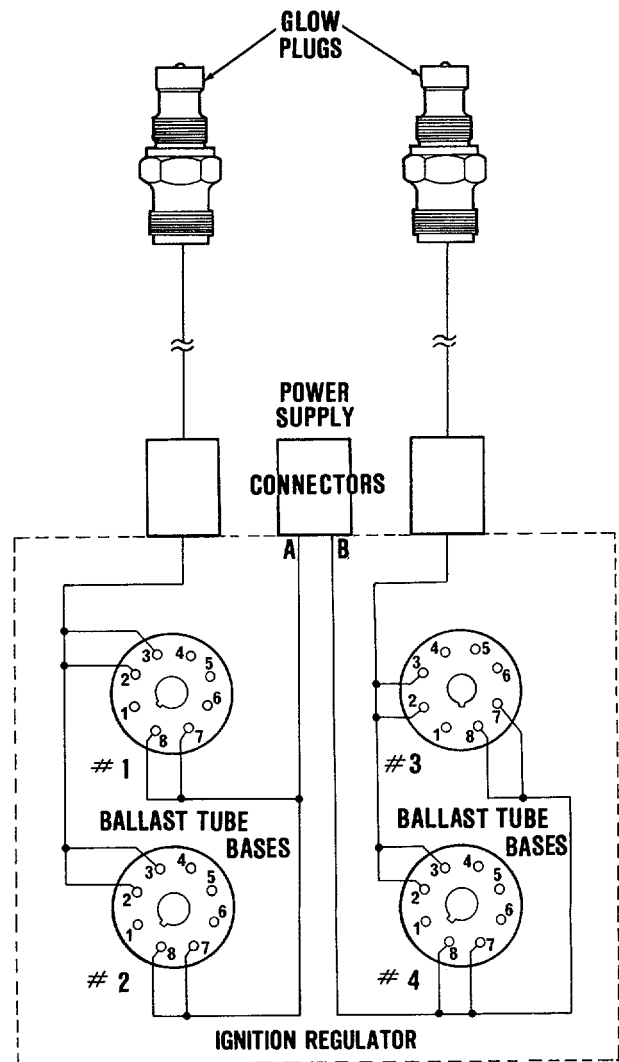 GLOW
PLUGS
POWER
SUPPLY
CONNECTORS
A B
3 4 5
2 6
1 7
8
#1
4 5
3 6
2 7
1 8
#3
BALLAST TUBE
BASES
BALLAST TUBE
BASES
3 4 5
2 6
1 7
8
#2
3 4 5
2 6
1 7
8
#4
IGNITION REGULATOR